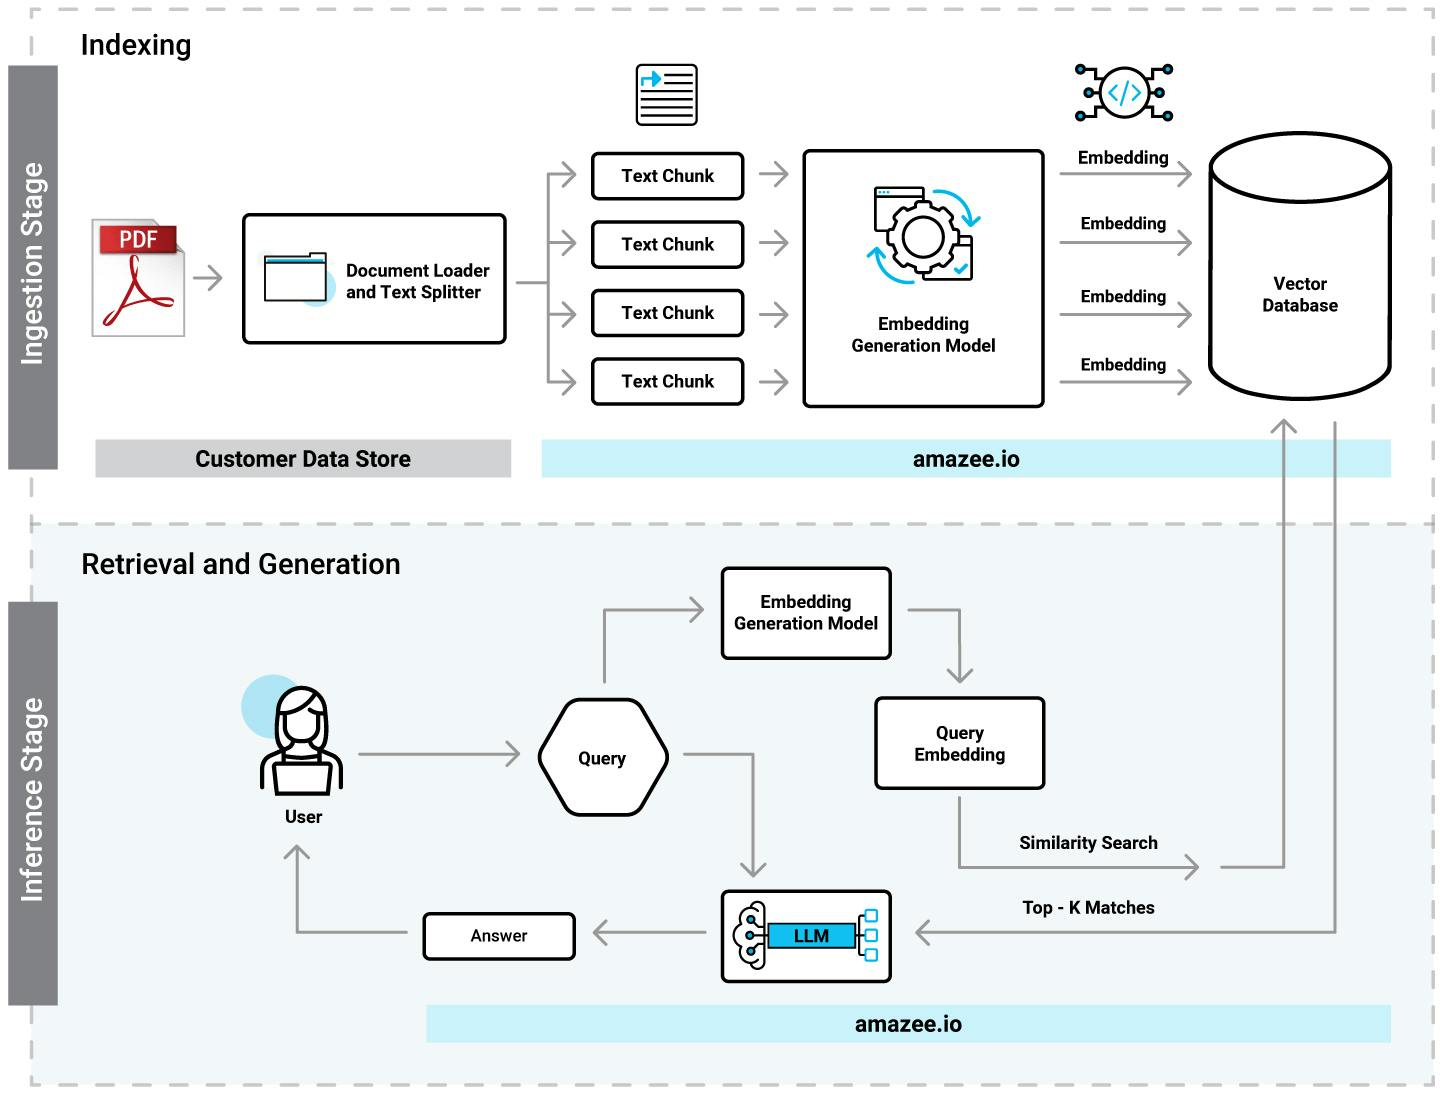 Indexing
Ingestion Stage
PDF
Document Loader
and Text Splitter
Text Chunk
Text Chunk
Text Chunk
Text Chunk
</>
Embedding
Generation Model
Embedding
Embedding
Embedding
Embedding
Vector
Database
Customer Data Store
amazee.io
Retrieval and Generation
Inference Stage
Embedding
Generation Model
User
Query
Query
Embedding
Similarity Search
Top - K Matches
LLM
Answer
amazee.io